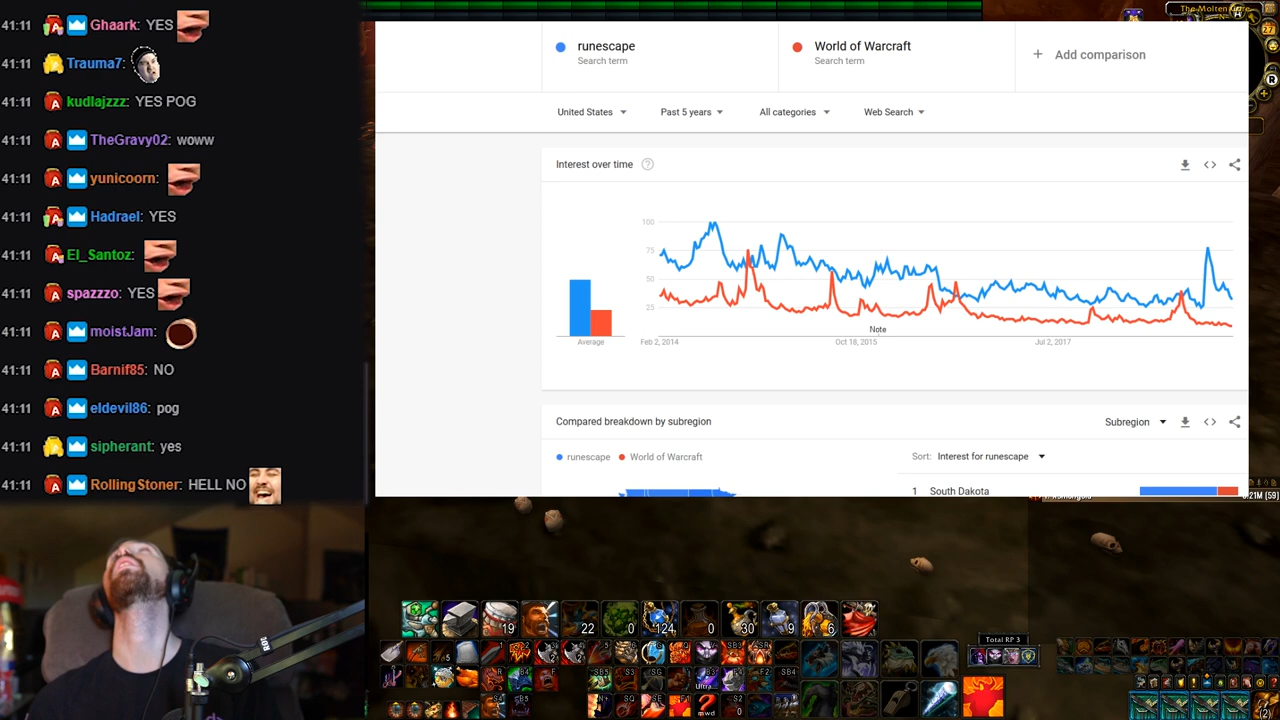 41:11 Ghaark: YES
41:11 Trauma7:
41:11 kudlajzzz: YES POG
41:11 TheGravy02: woww
41:11 yunicoorn:
41:11 Hadrael: YES
41:11 El_Santoz:
41:11 spazzzo: YES
41:11 moistJam:
41:11 Barnif85: NO
41:11 eldevil86: pog
41:11 sipherant: yes
41:11 RollingStoner: HELL NO
runescape
Search term
World of Warcraft
Search term
+ Add comparison
United States
Past 5 years
All categories
Web Search
Interest over time
100
75
50
25
Note
Average
Feb 2, 2014
Oct 18, 2015
Jul 2, 2017
Compared breakdown by subregion
Subregion
runescape
World of Warcraft
Sort: Interest for runescape
1 South Dakota
The Molten Core
19
22
0
124
0
30
9
6
Total RP 3